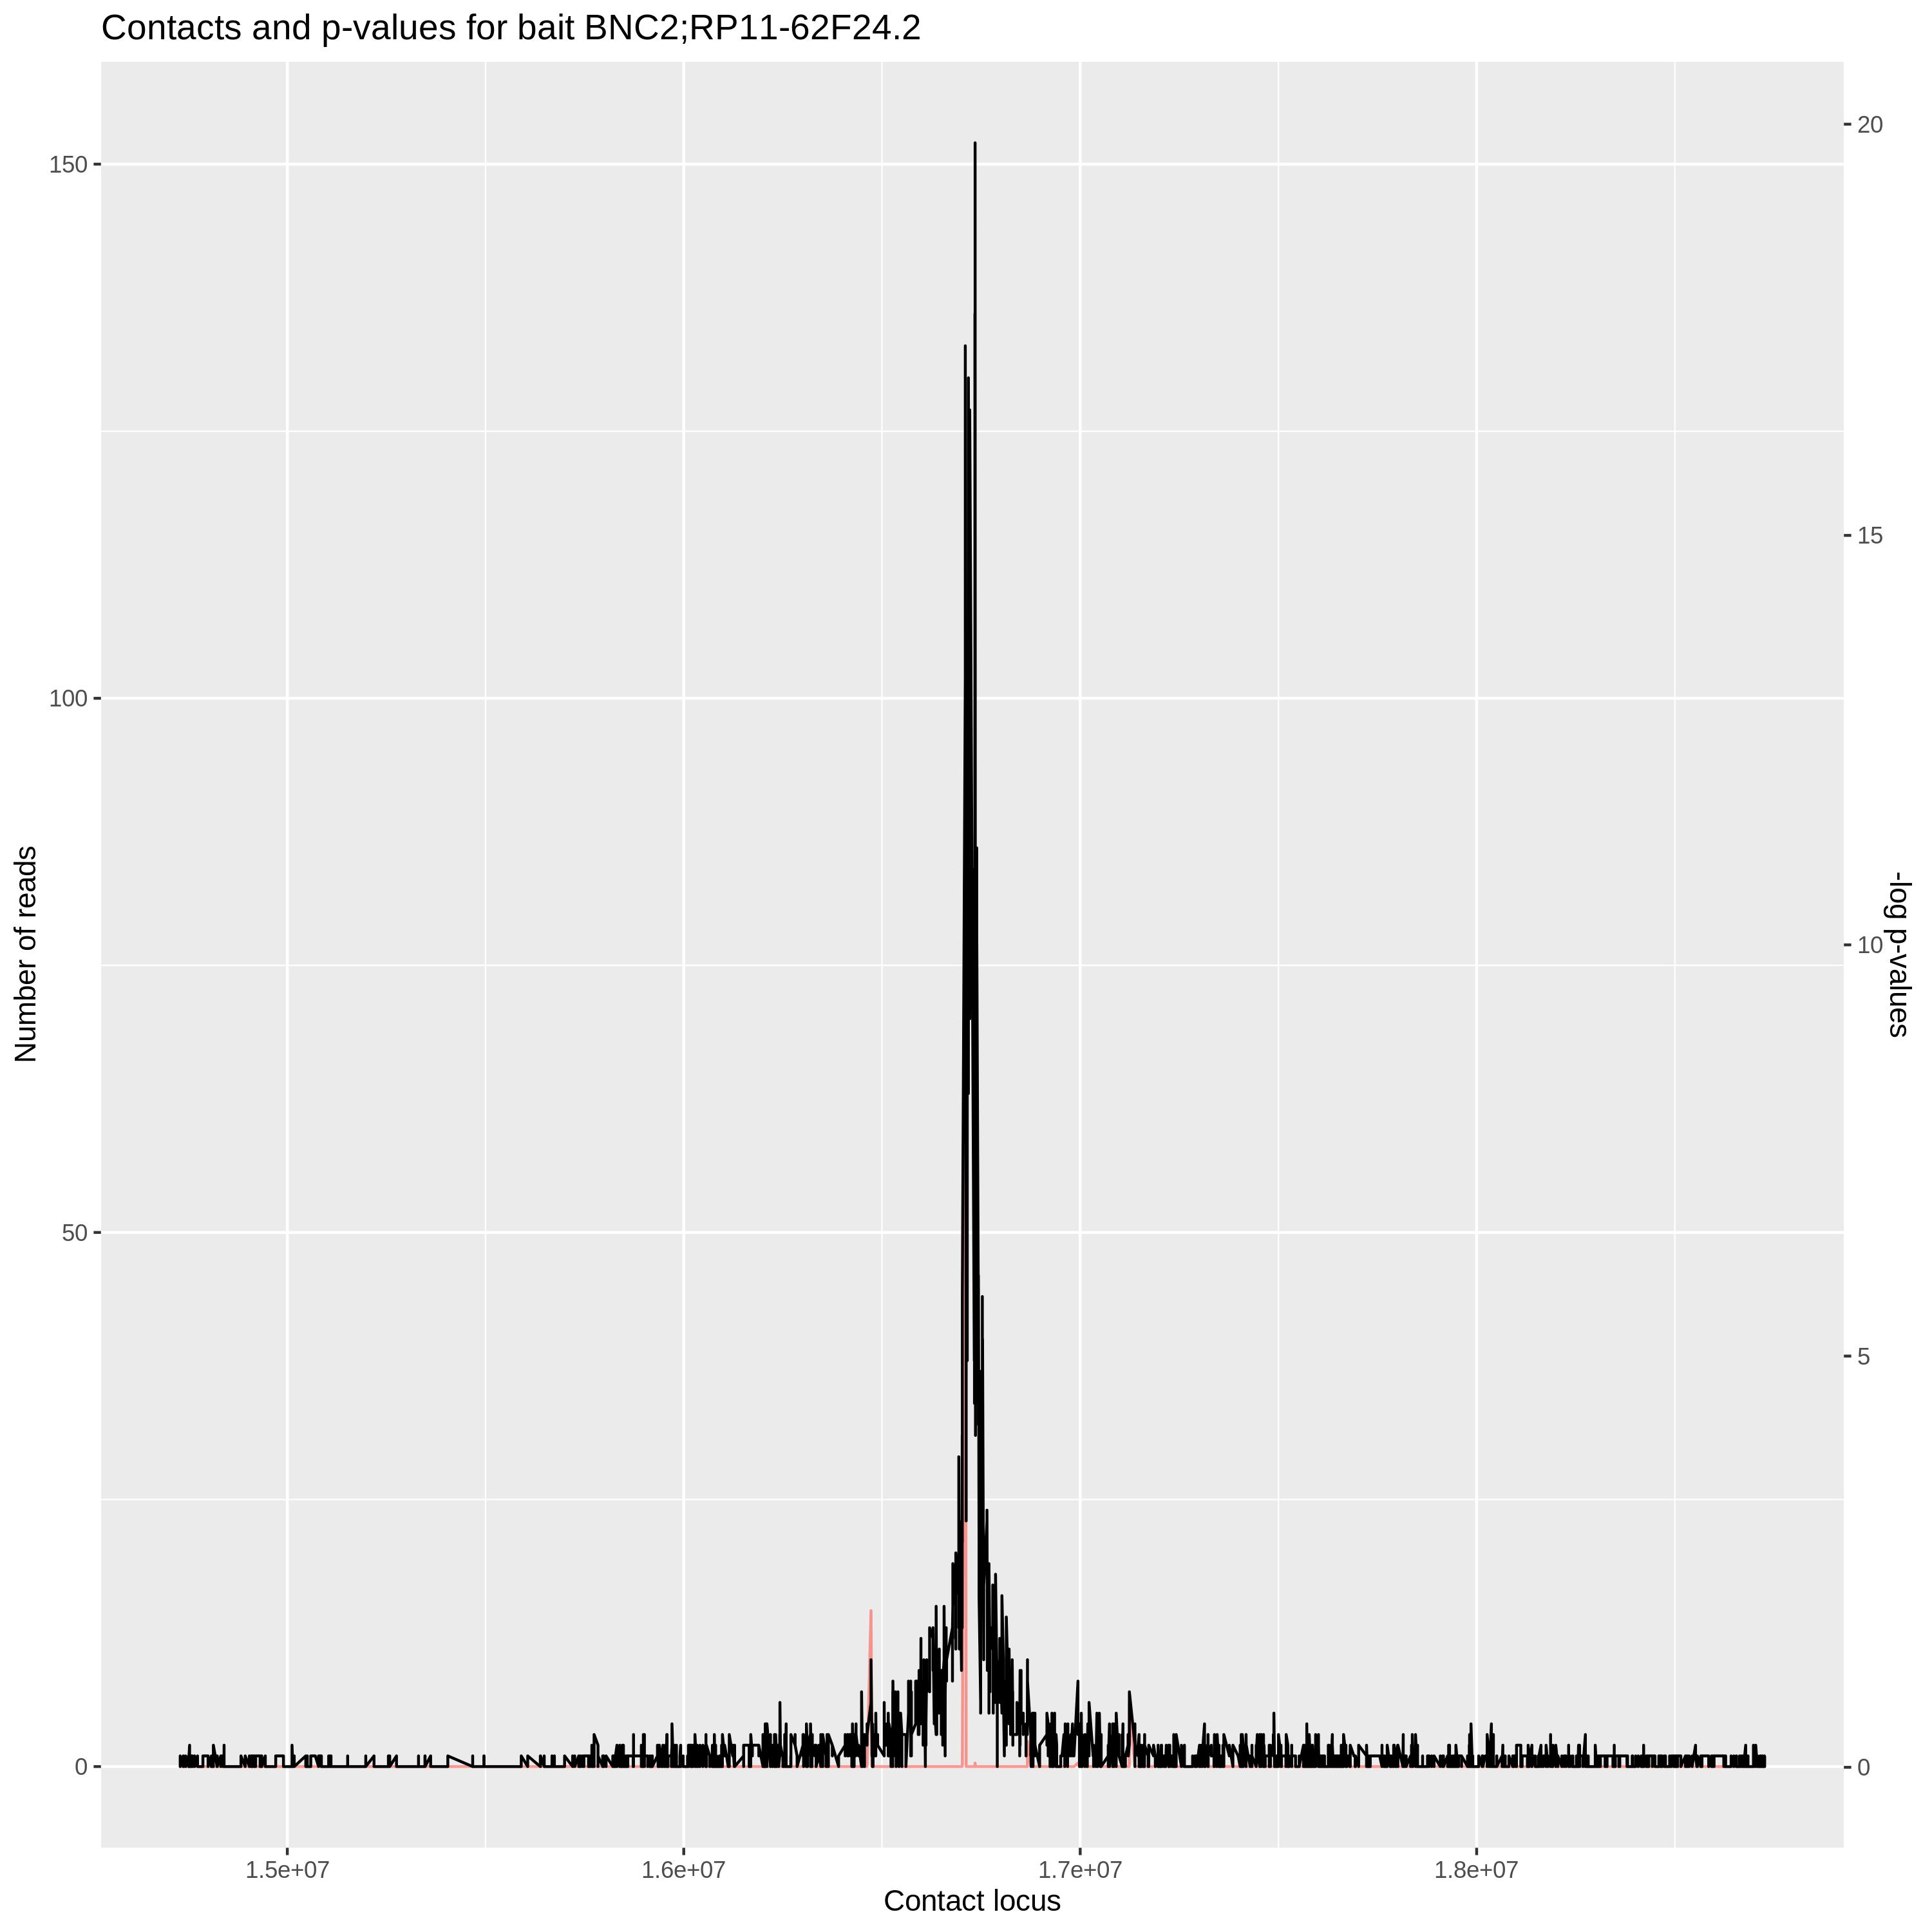 Contacts and p-values for bait BNC2;RP11-62F24.2
Number of reads
150
100
50
0
20
15
10
5
0
-log p-values
1.5e+07
1.6e+07
1.7e+07
1.8e+07
Contact locus